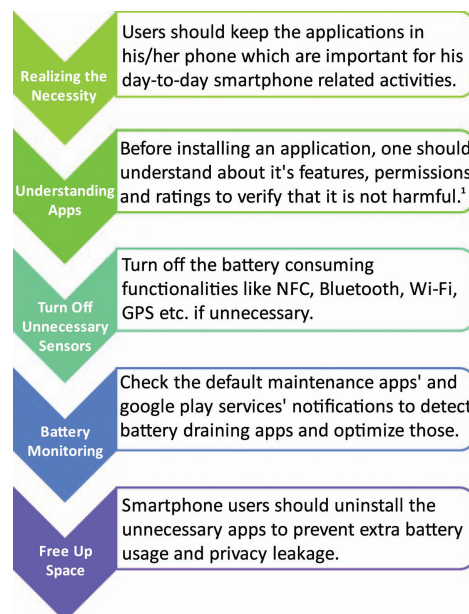 Realizing the
Necessity
Users should keep the applications in
his/her phone which are important for his
day-to-day smartphone related activities.
Understanding
Apps
Before installing an application, one should
understand about it's features, permissions
and ratings to verify that it is not harmful.¹
Turn Off
Unnecessary
Sensors
Turn off the battery consuming
functionalities like NFC, Bluetooth, Wi-Fi,
GPS etc. if unnecessary.
Battery
Monitoring
Check the default maintenance apps' and
google play services' notifications to detect
battery draining apps and optimize those.
Free Up
Space
Smartphone users should uninstall the
unnecessary apps to prevent extra battery
usage and privacy leakage.